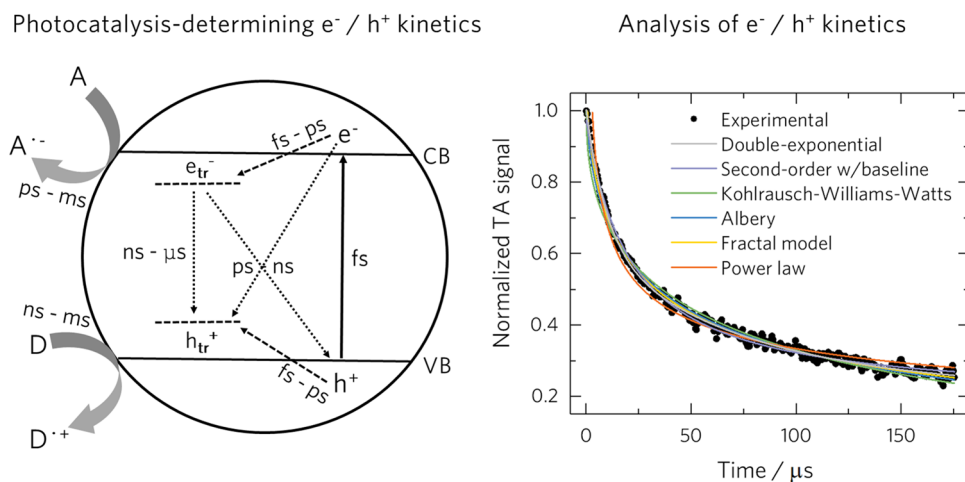 Photocatalysis-determining e⁻ / h⁺ kinetics
A
A˙⁻
ps - ms
ns - ms
D
D˙⁺
fs - ps
e⁻
CB
eₜᵣ⁻
ns - μs
ps
ns
fs
hₜᵣ⁺
VB
fs - ps
h⁺
Analysis of e⁻ / h⁺ kinetics
Normalized TA signal
1.0
0.8
0.6
0.4
0.2
Experimental
Double-exponential
Second-order w/baseline
Kohlrausch-Williams-Watts
Albery
Fractal model
Power law
0 50 100 150
Time / μs